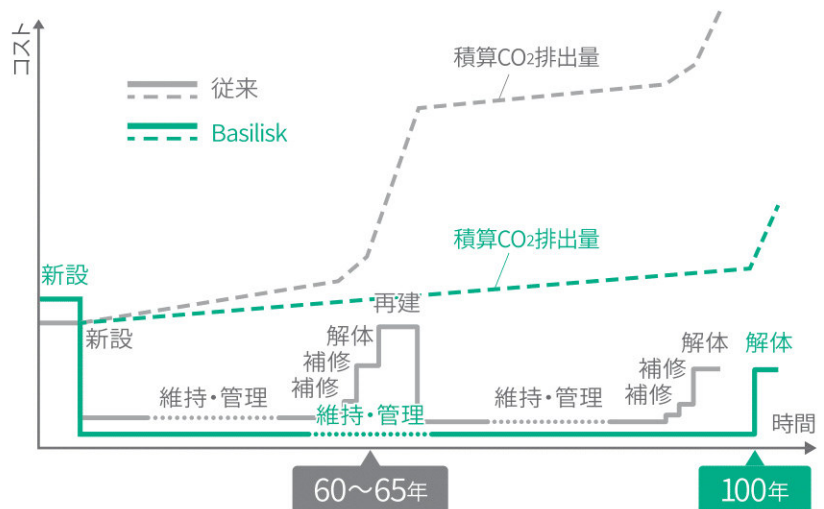 コスト
従来
Basilisk
積算CO2排出量
積算CO2排出量
新設
新設
再建
解体
補修
補修
維持・管理
維持・管理
維持・管理
解体
補修
補修
解体
時間
60〜65年
100年